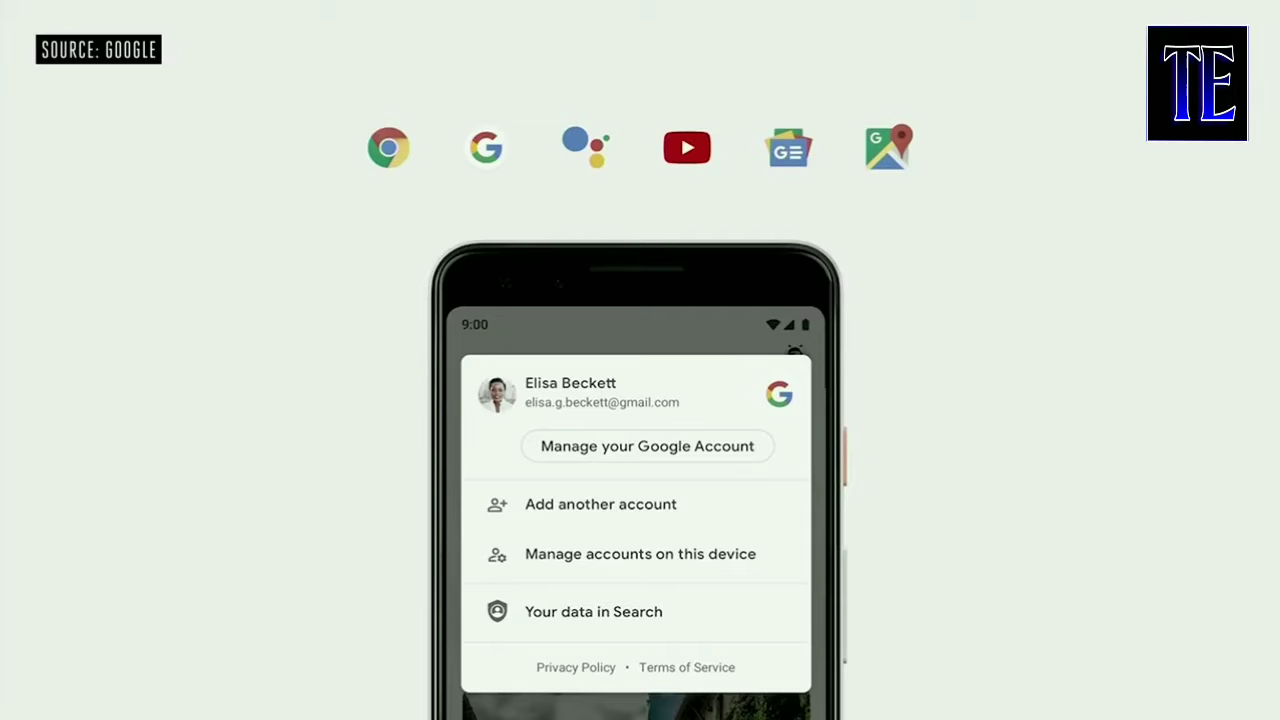 SOURCE: GOOGLE
TE
G
GE
G
9:00
Elisa Beckett
elisa.g.beckett@gmail.com
G
Manage your Google Account
Add another account
Manage accounts on this device
Your data in Search
Privacy Policy • Terms of Service